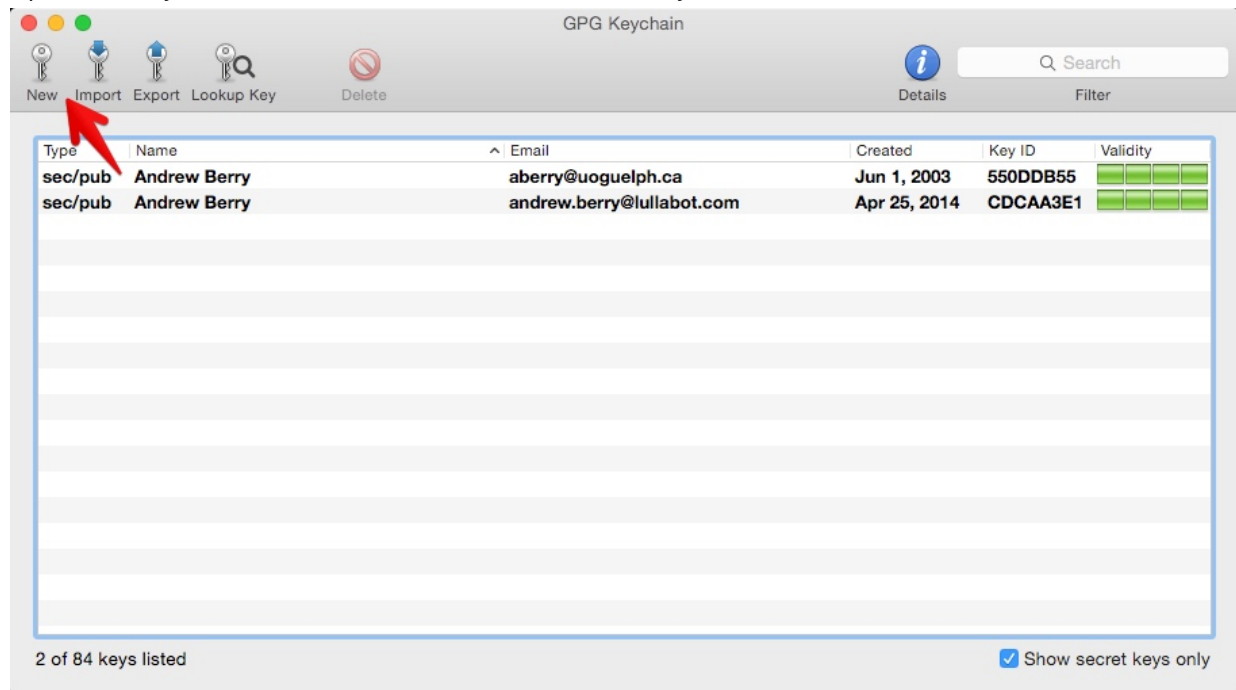 GPG Keychain
New Import Export Lookup Key Delete Details Search
Filter
Type Name Email Created Key ID Validity
sec/pub Andrew Berry aberry@uoguelph.ca Jun 1, 2003 550DDB55
sec/pub Andrew Berry andrew.berry@lullabot.com Apr 25, 2014 CDCAA3E1
2 of 84 keys listed Show secret keys only